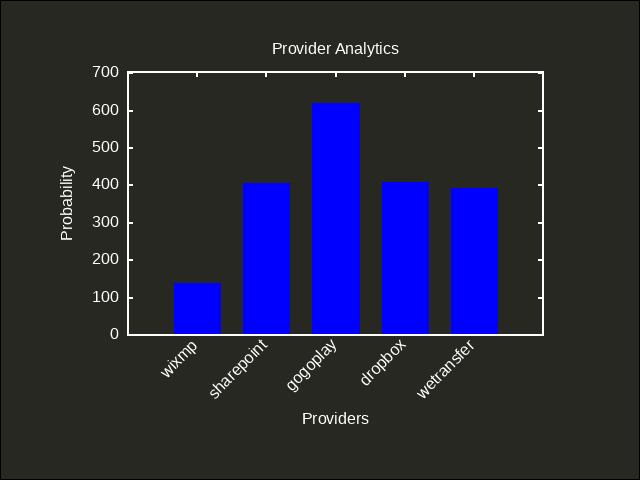 Provider Analytics
700
600
500
400
300
200
100
0
Probability
wixmp
sharepoint
gogoplay
dropbox
wetransfer
Providers